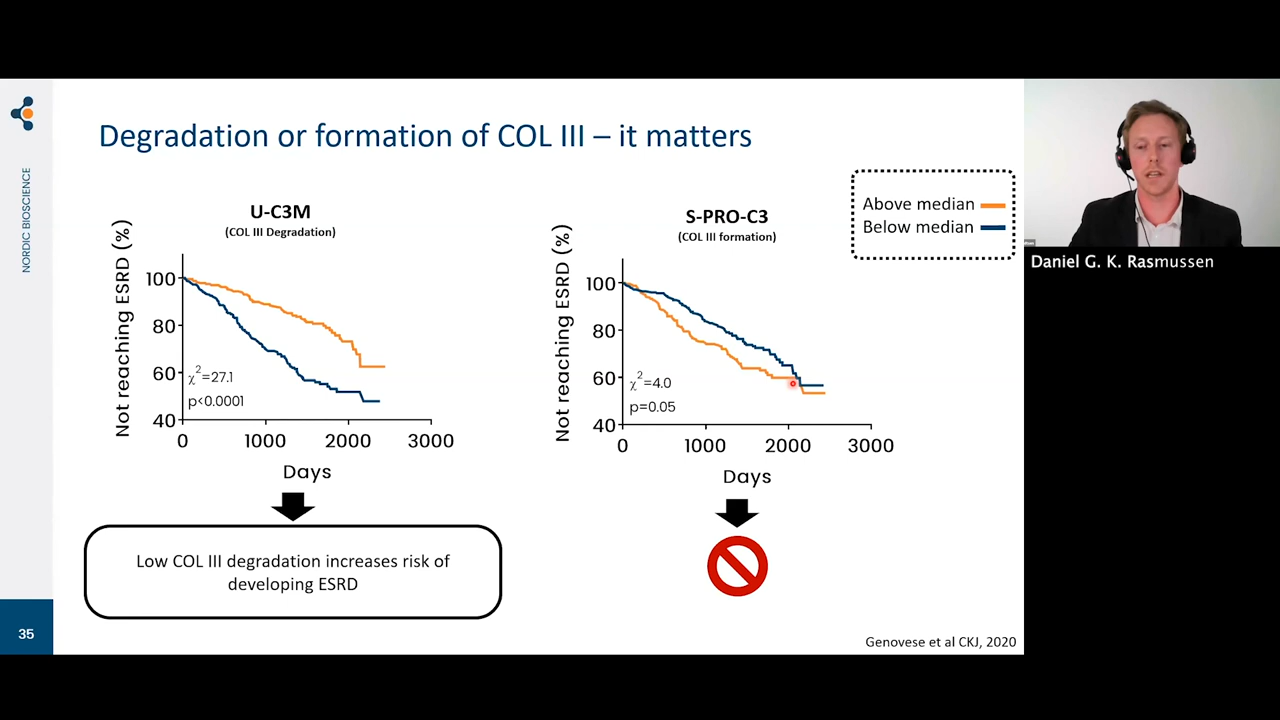 Degradation or formation of COL III – it matters
NORDIC BIOSCIENCE
U-C3M
(COL III Degradation)
Not reaching ESRD (%)
100
80
60
40
χ²=27.1
p<0.0001
0 1000 2000 3000
Days
Low COL III degradation increases risk of
developing ESRD
S-PRO-C3
(COL III formation)
Not reaching ESRD (%)
100
80
60
40
χ²=4.0
p=0.05
0 1000 2000 3000
Days
Above median
Below median
Genovese et al CKJ, 2020
35
Daniel G. K. Rasmussen